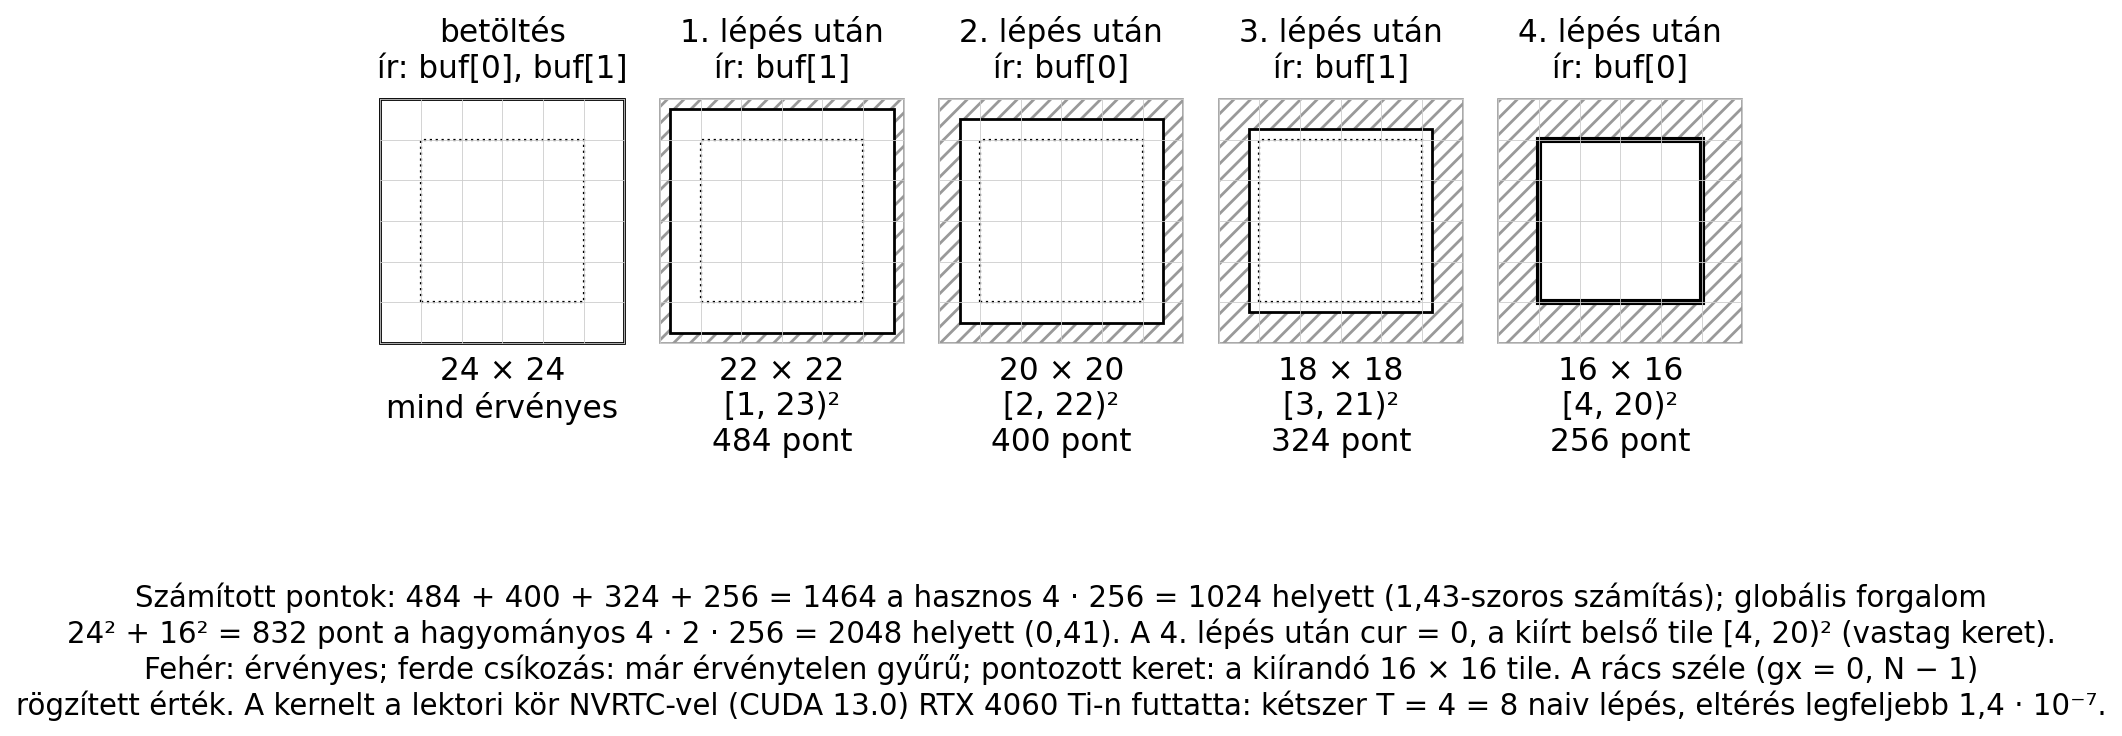 betöltés
ír: buf[0], buf[1]
1. lépés után
ír: buf[1]
2. lépés után
ír: buf[0]
3. lépés után
ír: buf[1]
4. lépés után
ír: buf[0]
24 × 24
mind érvényes
22 × 22
[1, 23)²
484 pont
20 × 20
[2, 22)²
400 pont
18 × 18
[3, 21)²
324 pont
16 × 16
[4, 20)²
256 pont
Számított pontok: 484 + 400 + 324 + 256 = 1464 a hasznos 4 · 256 = 1024 helyett (1,43-szoros számítás); globális forgalom
24² + 16² = 832 pont a hagyományos 4 · 2 · 256 = 2048 helyett (0,41). A 4. lépés után cur = 0, a kiírt belső tile [4, 20)² (vastag keret).
Fehér: érvényes; ferde csíkozás: már érvénytelen gyűrű; pontozott keret: a kiírandó 16 × 16 tile. A rács széle (gx = 0, N − 1)
rögzített érték. A kernelt a lektori kör NVRTC-vel (CUDA 13.0) RTX 4060 Ti-n futtatta: kétszer T = 4 = 8 naiv lépés, eltérés legfeljebb 1,4 · 10⁻⁷.